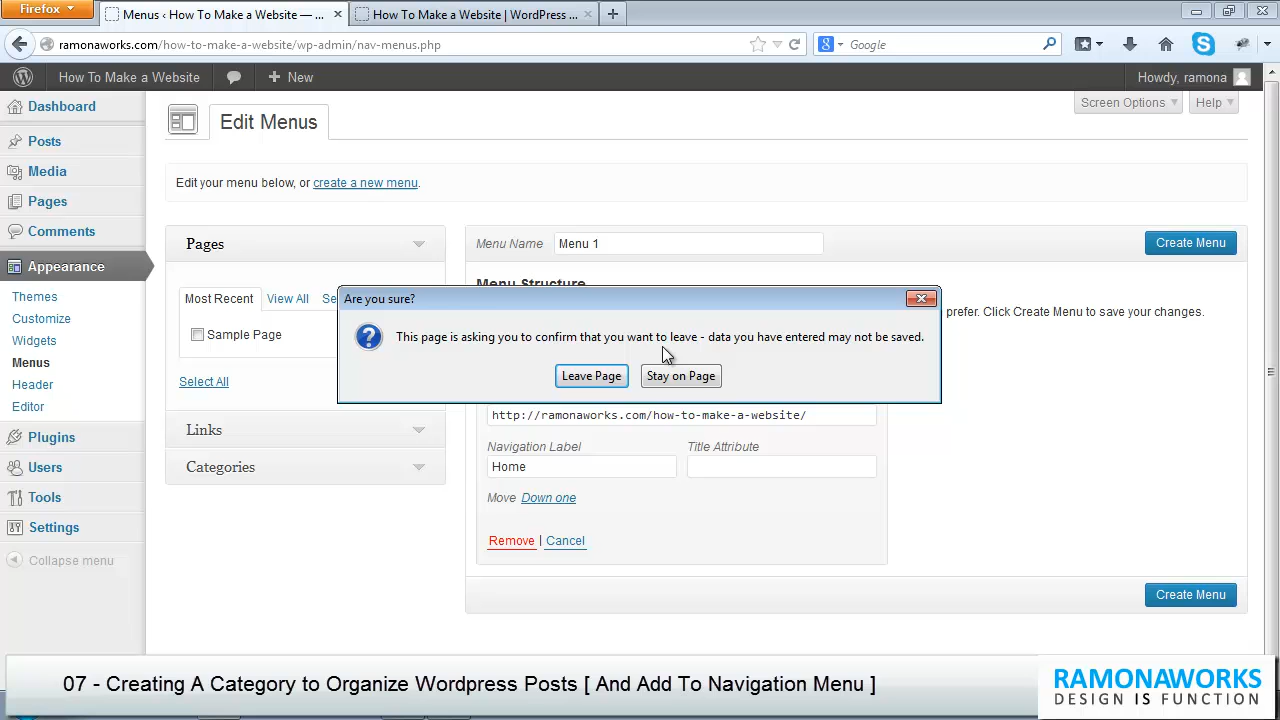 Firefox
Menus ‹ How To Make a Website — ...
How To Make a Website | WordPress ...
ramonaworks.com/how-to-make-a-website/wp-admin/nav-menus.php
Google
How To Make a Website
New
Howdy, ramona
Dashboard
Posts
Media
Pages
Comments
Appearance
Themes
Customize
Widgets
Menus
Header
Editor
Plugins
Users
Tools
Settings
Collapse menu
Screen Options
Help
Edit Menus
Edit your menu below, or create a new menu.
Pages
Most Recent
View All
Se
Sample Page
Select All
Links
Categories
Menu Name
Menu 1
Create Menu
Menu Structure
prefer. Click Create Menu to save your changes.
Are you sure?
This page is asking you to confirm that you want to leave - data you have entered may not be saved.
Leave Page
Stay on Page
http://ramonaworks.com/how-to-make-a-website/
Navigation Label
Title Attribute
Home
Move Down one
Remove | Cancel
Create Menu
07 - Creating A Category to Organize Wordpress Posts [ And Add To Navigation Menu ]
RAMONAWORKS
DESIGN IS FUNCTION